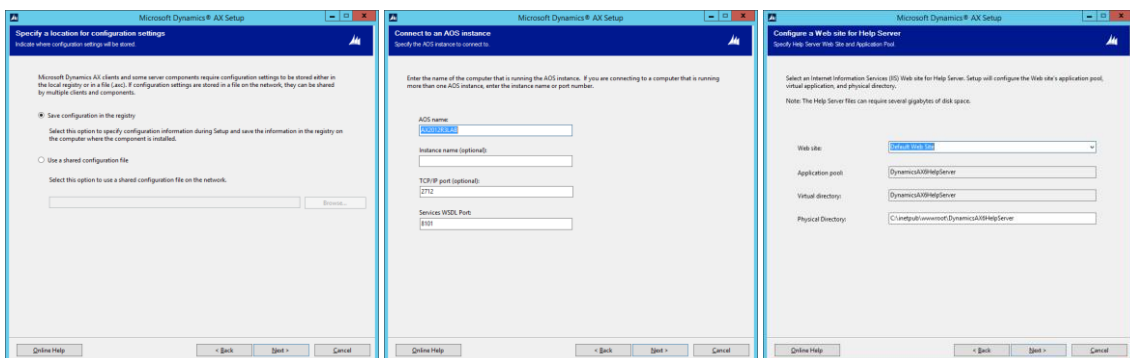 Microsoft Dynamics® AX Setup
Specify a location for configuration settings
Indicate where configuration settings will be stored.
Microsoft Dynamics AX clients and some server components require configuration settings to be stored either in
the local registry or in a file (.axc). If configuration settings are stored in a file on the network, they can be shared
by multiple clients and components.
Save configuration in the registry
Select this option to specify configuration information during Setup and save the information in the registry on
the computer where the component is installed.
Use a shared configuration file
Select this option to use a shared configuration file on the network.
Browse...
Online Help
< Back
Next >
Cancel
Microsoft Dynamics® AX Setup
Connect to an AOS instance
Specify the AOS instance to connect to.
Enter the name of the computer that is running the AOS instance. If you are connecting to a computer that is running
more than one AOS instance, enter the instance name or port number.
AOS name:
AX2012R3LAB
Instance name (optional):
TCP/IP port (optional):
2712
Services WSDL Port:
8101
Online Help
< Back
Next >
Cancel
Microsoft Dynamics® AX Setup
Configure a Web site for Help Server
Specify Help Server Web Site and Application Pool.
Select an Internet Information Services (IIS) Web site for Help Server. Setup will configure the Web site's application pool,
virtual application, and physical directory.
Note: The Help Server files can require several gigabytes of disk space.
Web site:
Default Web Site
Application pool:
DynamicsAX6HelpServer
Virtual directory:
DynamicsAX6HelpServer
Physical Directory:
C:\inetpub\wwwroot\DynamicsAX6HelpServer
Online Help
< Back
Next >
Cancel